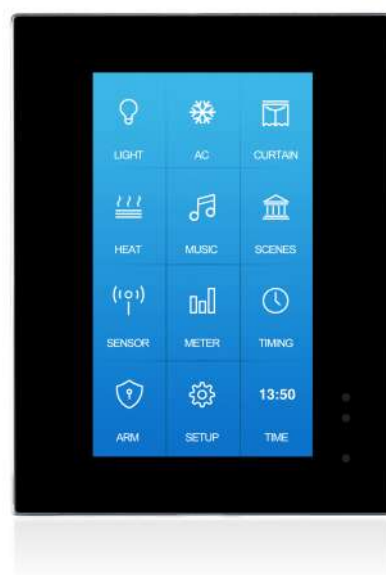 LIGHT AC CURTAIN
HEAT MUSIC SCENES
SENSOR METER TIMING
13:50
ARM SETUP TIME